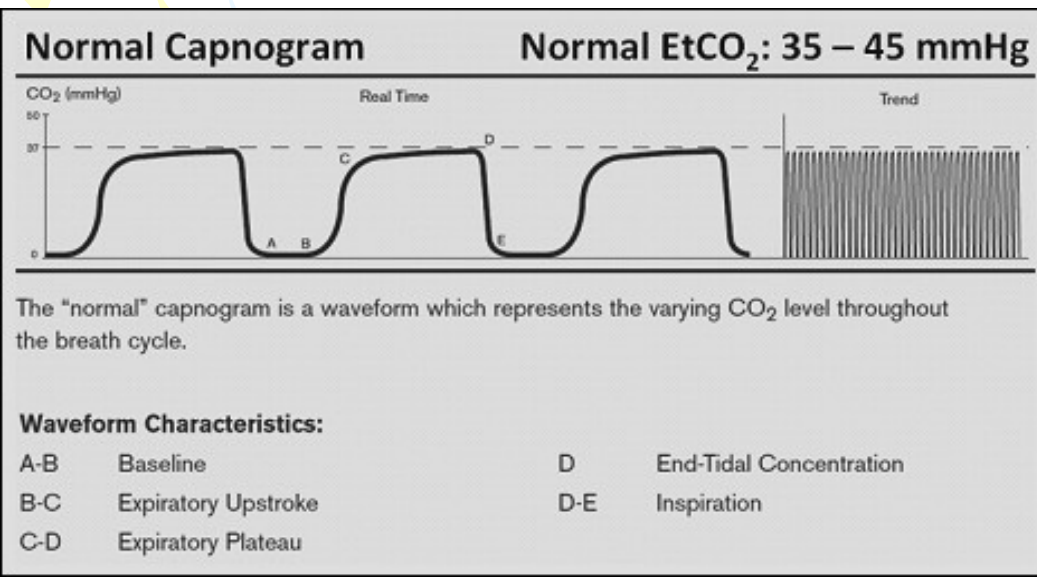 Normal Capnogram
Normal EtCO₂: 35 – 45 mmHg
CO₂ (mmHg)
Real Time
Trend
50
37
D
C
A
B
E
0
The “normal” capnogram is a waveform which represents the varying CO₂ level throughout
the breath cycle.
Waveform Characteristics:
A-B Baseline
D End-Tidal Concentration
B-C Expiratory Upstroke
D-E Inspiration
C-D Expiratory Plateau